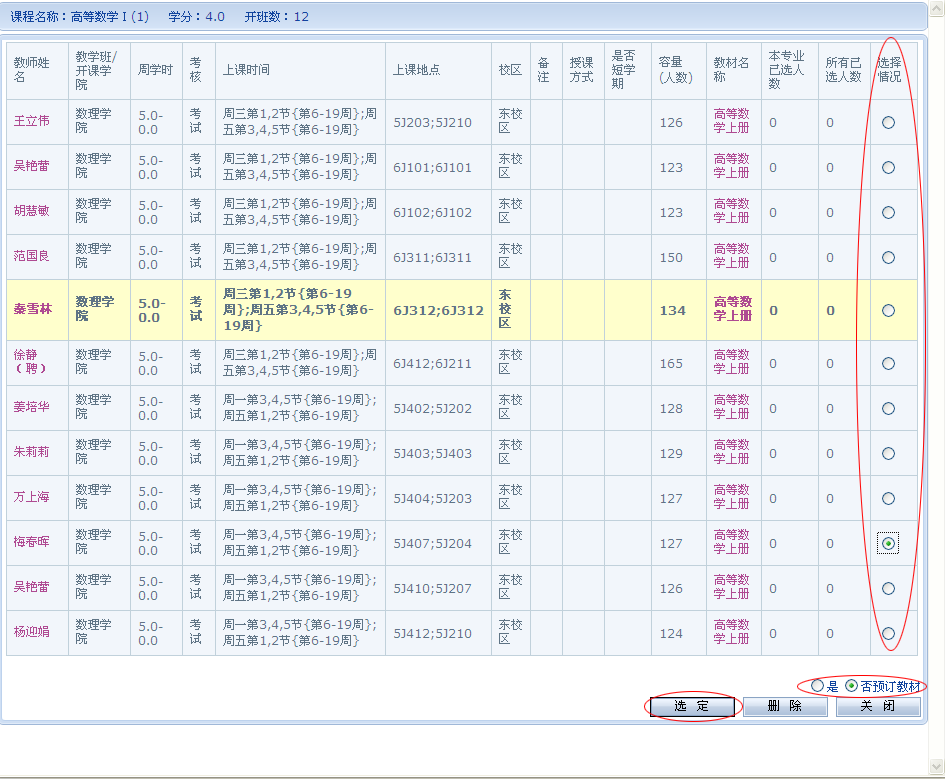 课程名称：高等数学Ⅰ(1) 学分：4.0 开班数：12
教师姓名 教学班/开课学院 周学时 考核 上课时间 上课地点 校区 备注 授课方式 是否短学期 容量(人数) 教材名称 本专业已选人数 所有已选人数 选择情况
王立伟 数理学院 5.0-0.0 考试 周三第1,2节{第6-19周};周五第3,4,5节{第6-19周} 5J203;5J210 东校区 126 高等数学上册 0 0
吴艳蕾 数理学院 5.0-0.0 考试 周三第1,2节{第6-19周};周五第3,4,5节{第6-19周} 6J101;6J101 东校区 123 高等数学上册 0 0
胡慧敏 数理学院 5.0-0.0 考试 周三第1,2节{第6-19周};周五第3,4,5节{第6-19周} 6J102;6J102 东校区 123 高等数学上册 0 0
范国良 数理学院 5.0-0.0 考试 周三第1,2节{第6-19周};周五第3,4,5节{第6-19周} 6J311;6J311 东校区 150 高等数学上册 0 0
秦雪林 数理学院 5.0-0.0 考试 周三第1,2节{第6-19周};周五第3,4,5节{第6-19周} 6J312;6J312 东校区 134 高等数学上册 0 0
徐静（聘） 数理学院 5.0-0.0 考试 周三第1,2节{第6-19周};周五第3,4,5节{第6-19周} 6J412;6J211 东校区 165 高等数学上册 0 0
姜培华 数理学院 5.0-0.0 考试 周一第3,4,5节{第6-19周};周五第1,2节{第6-19周} 5J402;5J202 东校区 128 高等数学上册 0 0
朱莉莉 数理学院 5.0-0.0 考试 周一第3,4,5节{第6-19周};周五第1,2节{第6-19周} 5J403;5J403 东校区 129 高等数学上册 0 0
万上海 数理学院 5.0-0.0 考试 周一第3,4,5节{第6-19周};周五第1,2节{第6-19周} 5J404;5J203 东校区 127 高等数学上册 0 0
梅春晖 数理学院 5.0-0.0 考试 周一第3,4,5节{第6-19周};周五第1,2节{第6-19周} 5J407;5J204 东校区 127 高等数学上册 0 0
吴艳蕾 数理学院 5.0-0.0 考试 周一第3,4,5节{第6-19周};周五第1,2节{第6-19周} 5J410;5J207 东校区 126 高等数学上册 0 0
杨迎娟 数理学院 5.0-0.0 考试 周一第3,4,5节{第6-19周};周五第1,2节{第6-19周} 5J412;5J210 东校区 124 高等数学上册 0 0
是 否预订教材
选 定 删 除 关 闭